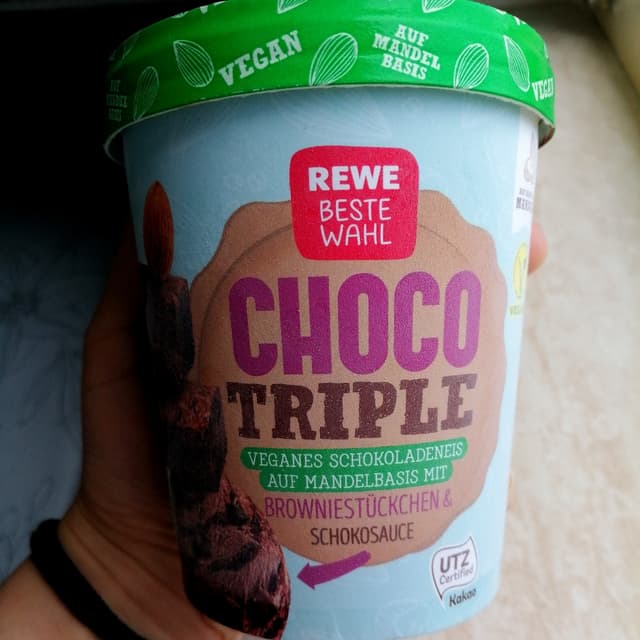 VEGAN
AUF
MANDEL
BASIS
VEGAN
REWE
BESTE
WAHL
CHOCO
TRIPLE
VEGANES SCHOKOLADENEIS
AUF MANDELBASIS MIT
BROWNIESTÜCKCHEN &
SCHOKOSAUCE
UTZ
Certified
Kakao